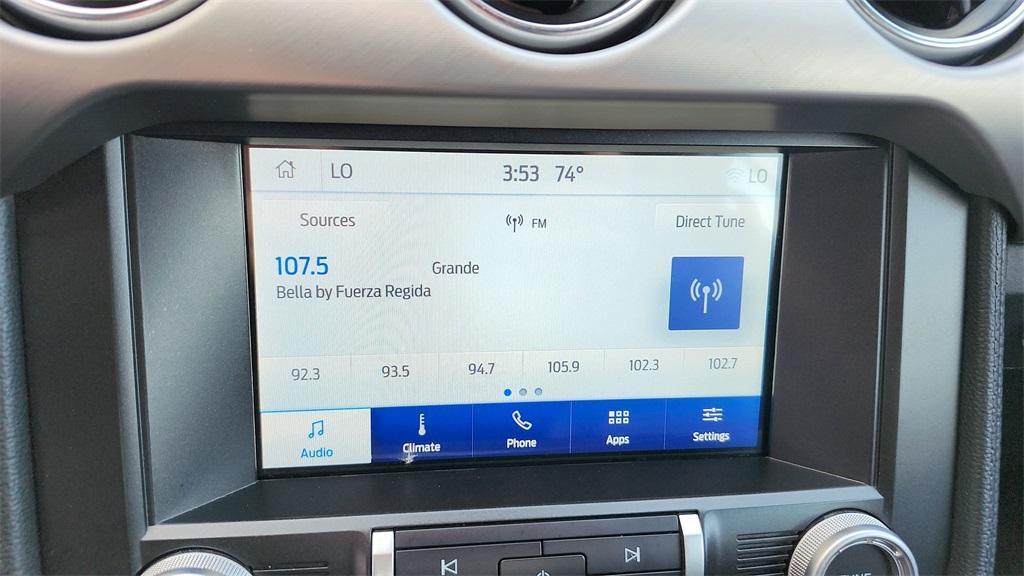 LO 3:53 74° LO
Sources FM Direct Tune
107.5 Grande
Bella by Fuerza Regida
92.3 93.5 94.7 105.9 102.3 102.7
Audio Climate Phone Apps Settings